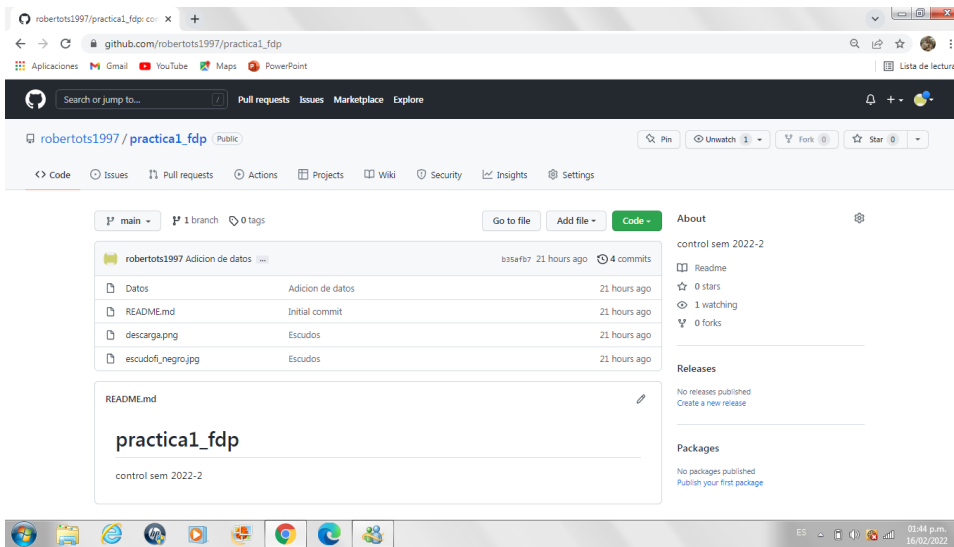 robertots1997/practica1_fdp: con
github.com/robertots1997/practica1_fdp
Aplicaciones Gmail YouTube Maps PowerPoint Lista de lectura
Search or jump to... / Pull requests Issues Marketplace Explore
robertots1997 / practica1_fdp Public Pin Unwatch 1 Fork 0 Star 0
Code Issues Pull requests Actions Projects Wiki Security Insights Settings
main 1 branch 0 tags Go to file Add file Code
robertots1997 Adicion de datos ... b35afb7 21 hours ago 4 commits
Datos Adicion de datos 21 hours ago
README.md Initial commit 21 hours ago
descarga.png Escudos 21 hours ago
escudofi_negro.jpg Escudos 21 hours ago
README.md
practica1_fdp
control sem 2022-2
About
control sem 2022-2
Readme
0 stars
1 watching
0 forks
Releases
No releases published
Create a new release
Packages
No packages published
Publish your first package
ES 01:44 p.m.
16/02/2022